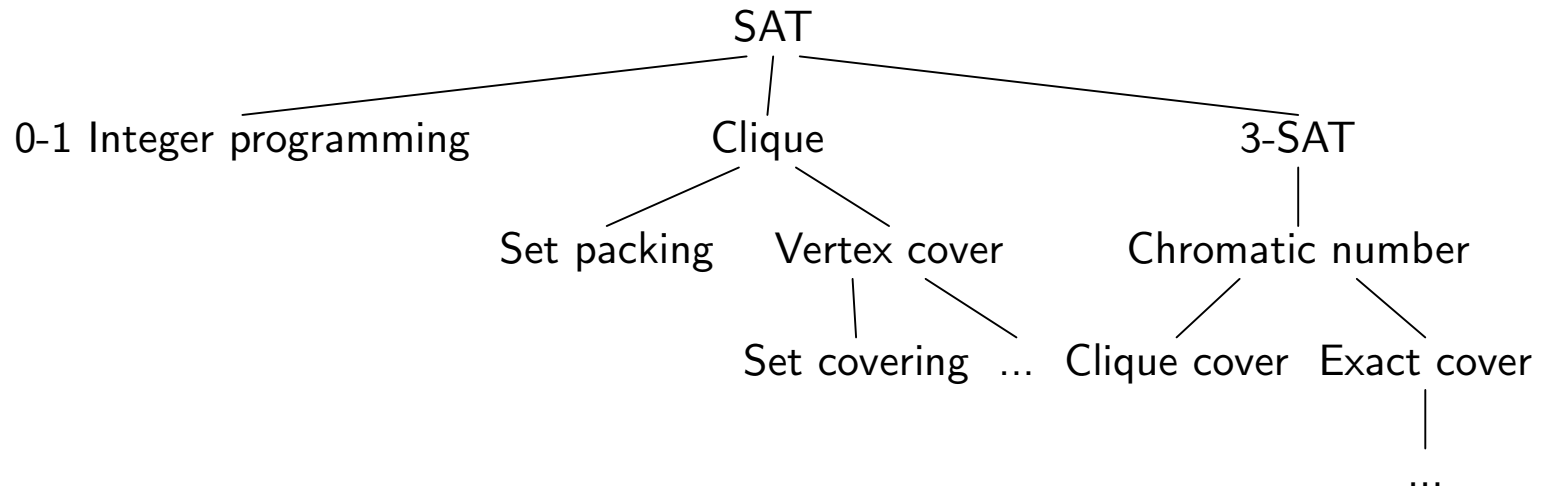 SAT
0-1 Integer programming
Clique
3-SAT
Set packing
Vertex cover
Chromatic number
Set covering
...
Clique cover
Exact cover
...